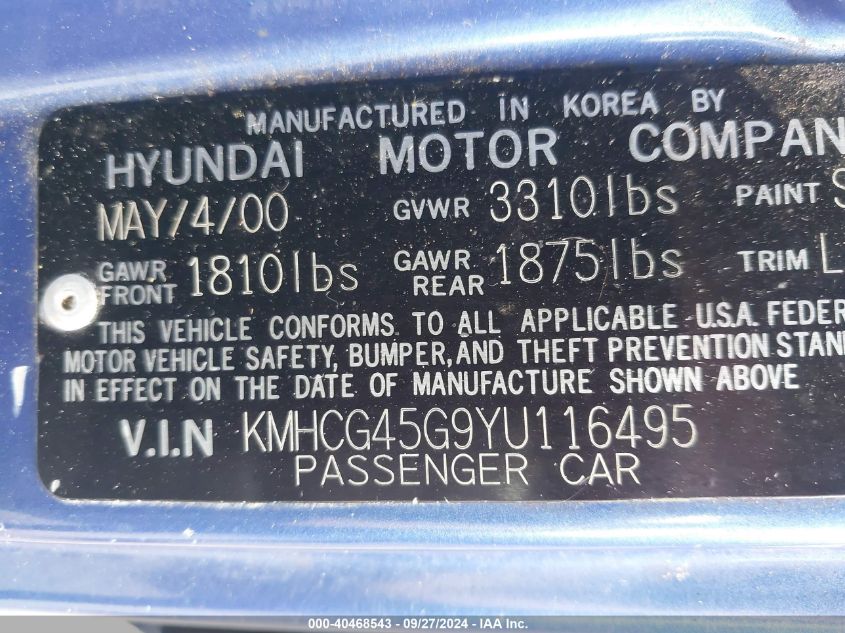 MANUFACTURED IN KOREA BY
HYUNDAI MOTOR COMPAN
MAY/4/00 GVWR 3310lbs PAINT S
GAWR FRONT 1810lbs GAWR REAR 1875lbs TRIM L
THIS VEHICLE CONFORMS TO ALL APPLICABLE U.S.A. FEDER
MOTOR VEHICLE SAFETY, BUMPER, AND THEFT PREVENTION STAN
IN EFFECT ON THE DATE OF MANUFACTURE SHOWN ABOVE
V.I.N KMHCG45G9YU116495
PASSENGER CAR
000-40468543 - 09/27/2024 - IAA Inc.